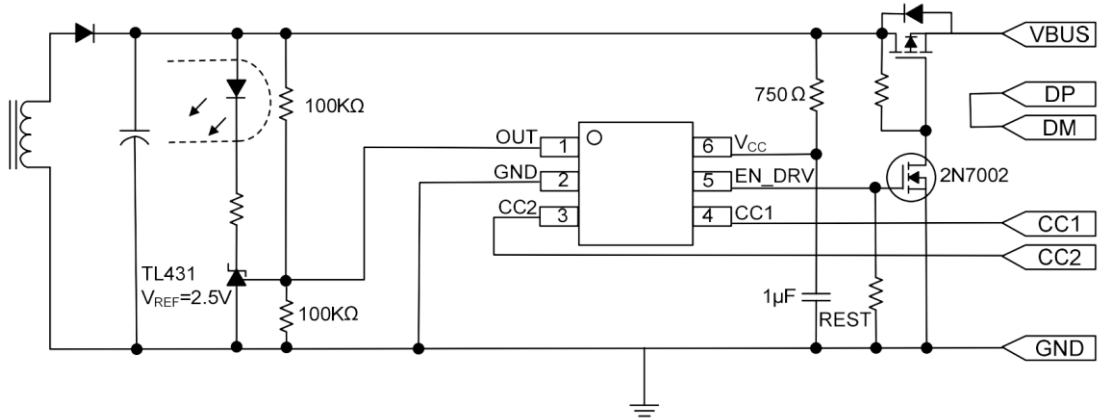 VBUS
DP
DM
100KΩ
750Ω
OUT
1
6
VCC
GND
2
5
EN_DRV
2N7002
CC2
3
4
CC1
CC1
CC2
TL431
VREF=2.5V
100KΩ
1μF
REST
GND